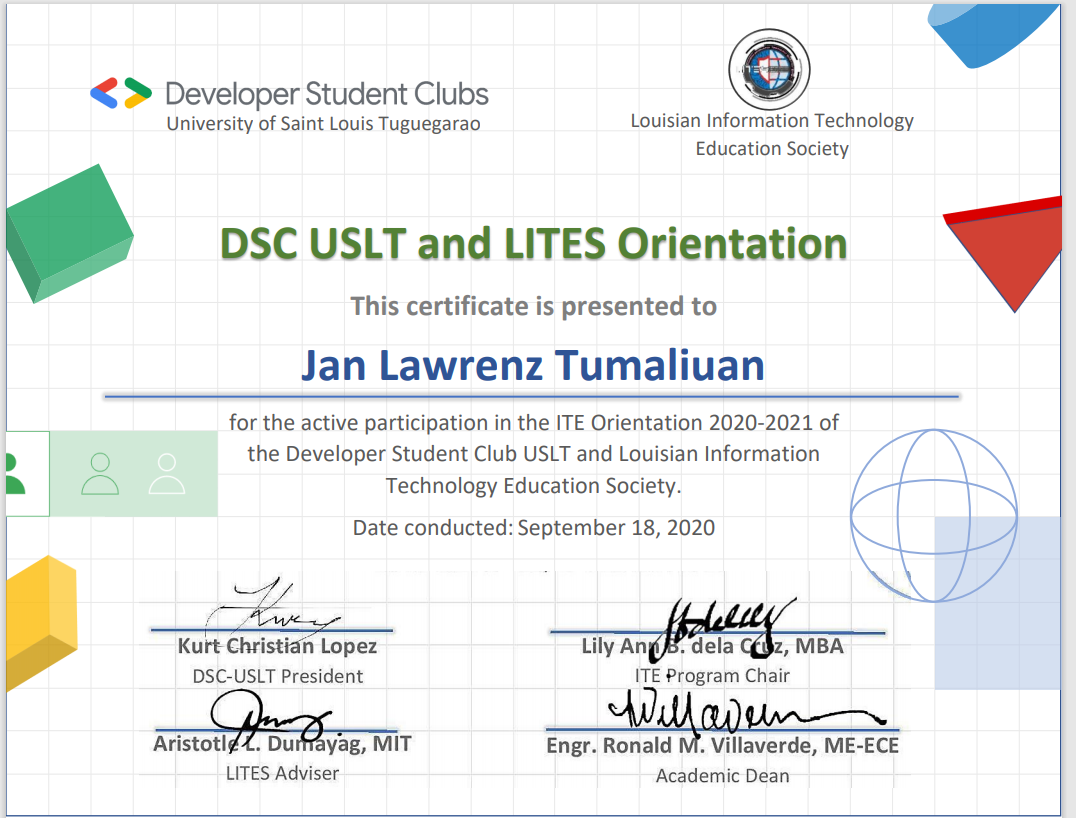 Developer Student Clubs
University of Saint Louis Tuguegarao
Louisian Information Technology
Education Society
DSC USLT and LITES Orientation
This certificate is presented to
Jan Lawrenz Tumaliuan
for the active participation in the ITE Orientation 2020-2021 of
the Developer Student Club USLT and Louisian Information
Technology Education Society.
Date conducted: September 18, 2020
Kurt Christian Lopez
DSC-USLT President
Lily Ann B. dela Cruz, MBA
ITE Program Chair
Aristotle L. Dumayag, MIT
LITES Adviser
Engr. Ronald M. Villaverde, ME-ECE
Academic Dean